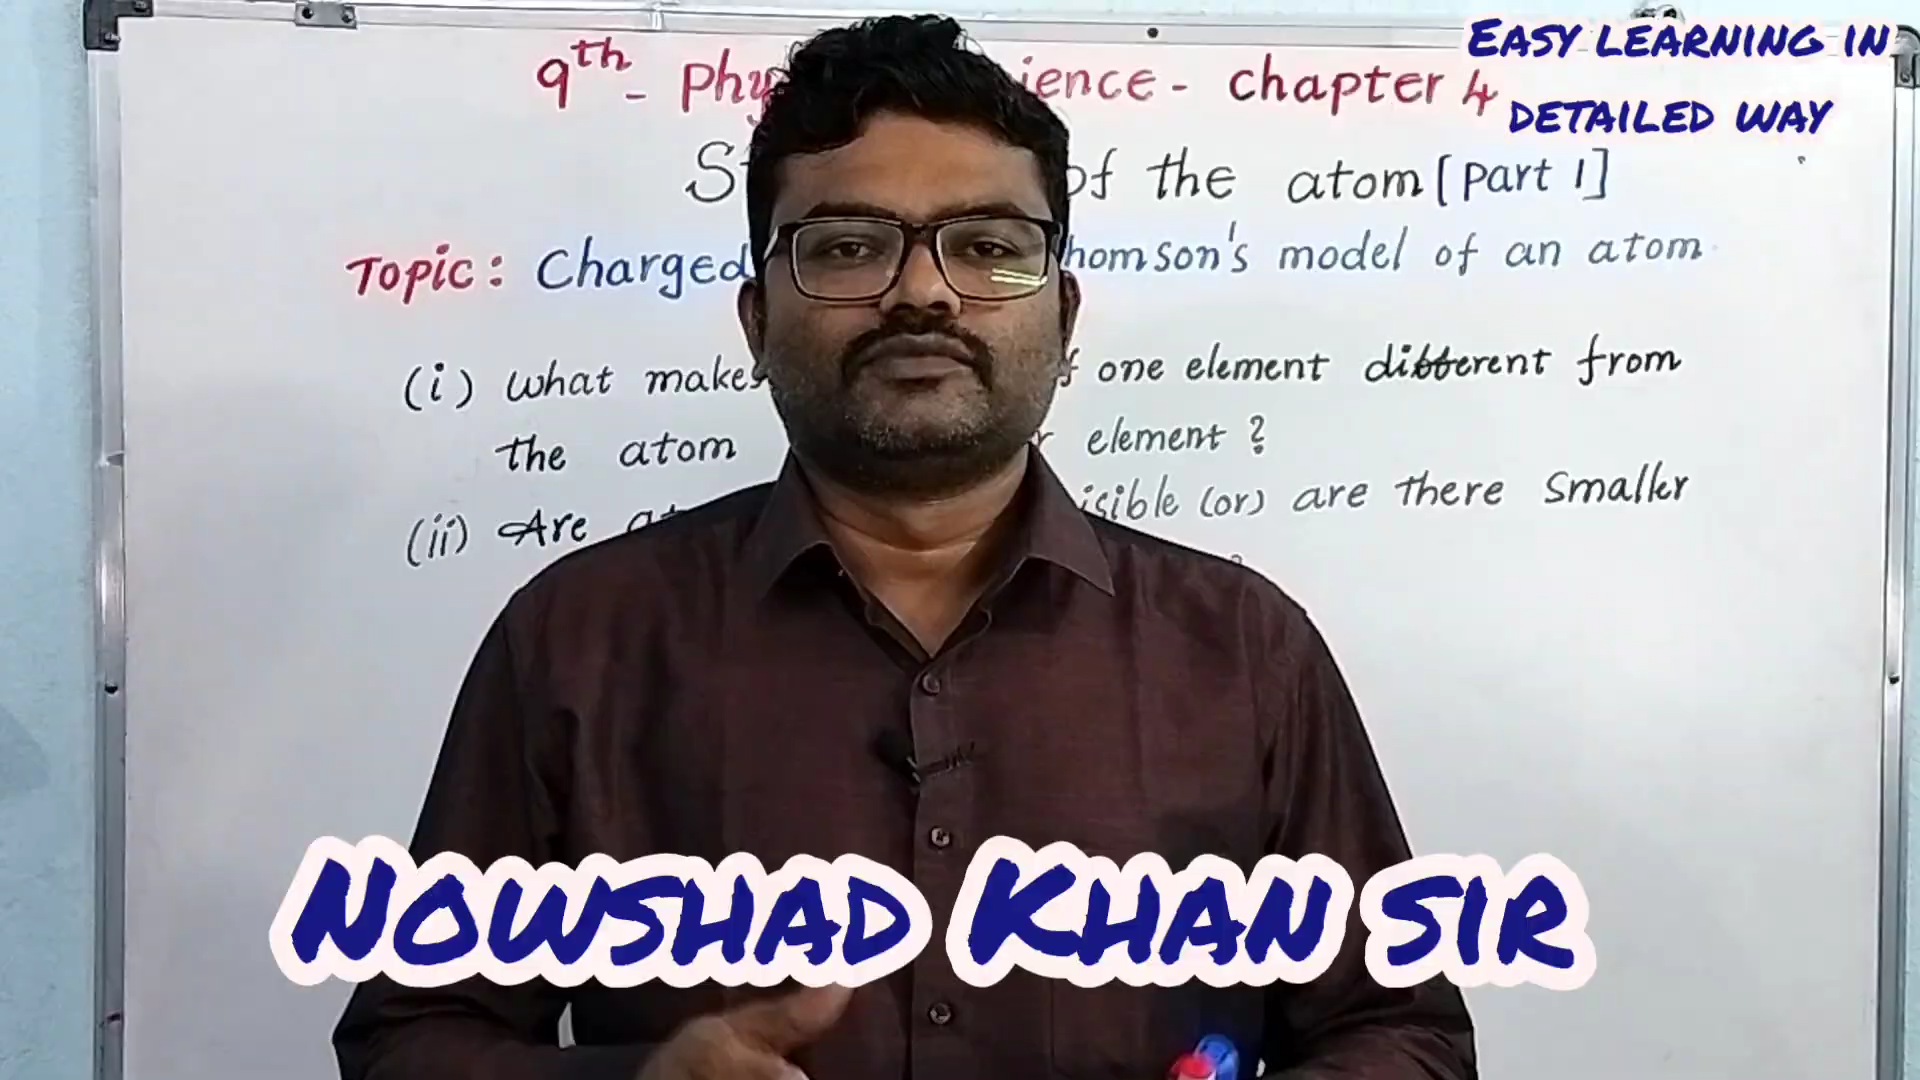 EASY LEARNING IN
DETAILED WAY
9th - Phy ience - chapter 4
of the atom [Part 1]
Topic: Charged homson's model of an atom
(i) what makes one element different from
the atom element ?
(ii) Are isible (or) are there smaller
NOWSHAD KHAN SIR